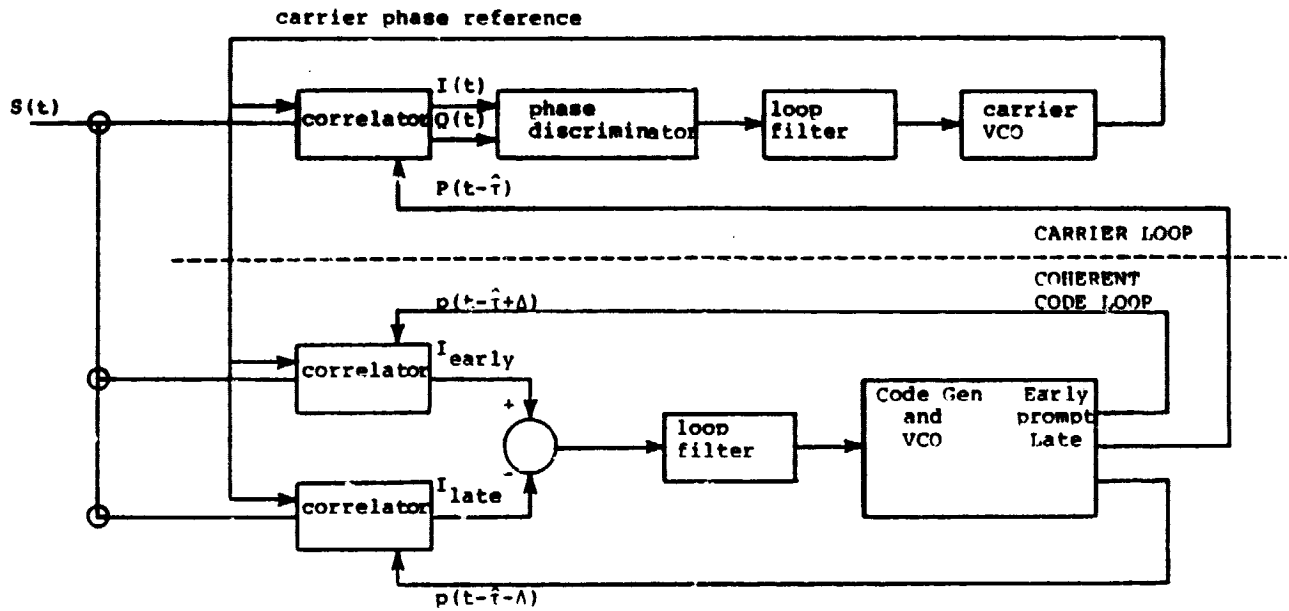 carrier phase reference
S(t)
correlator
I(t)
Q(t)
phase
discriminator
loop
filter
carrier
VCO
P(t-τ̂)
CARRIER LOOP
COHERENT
CODE LOOP
p(t-τ̂+Δ)
correlator
I early
+
-
loop
filter
Code Gen
and
VCO
Early
prompt
Late
correlator
I late
p(t-τ̂-Δ)